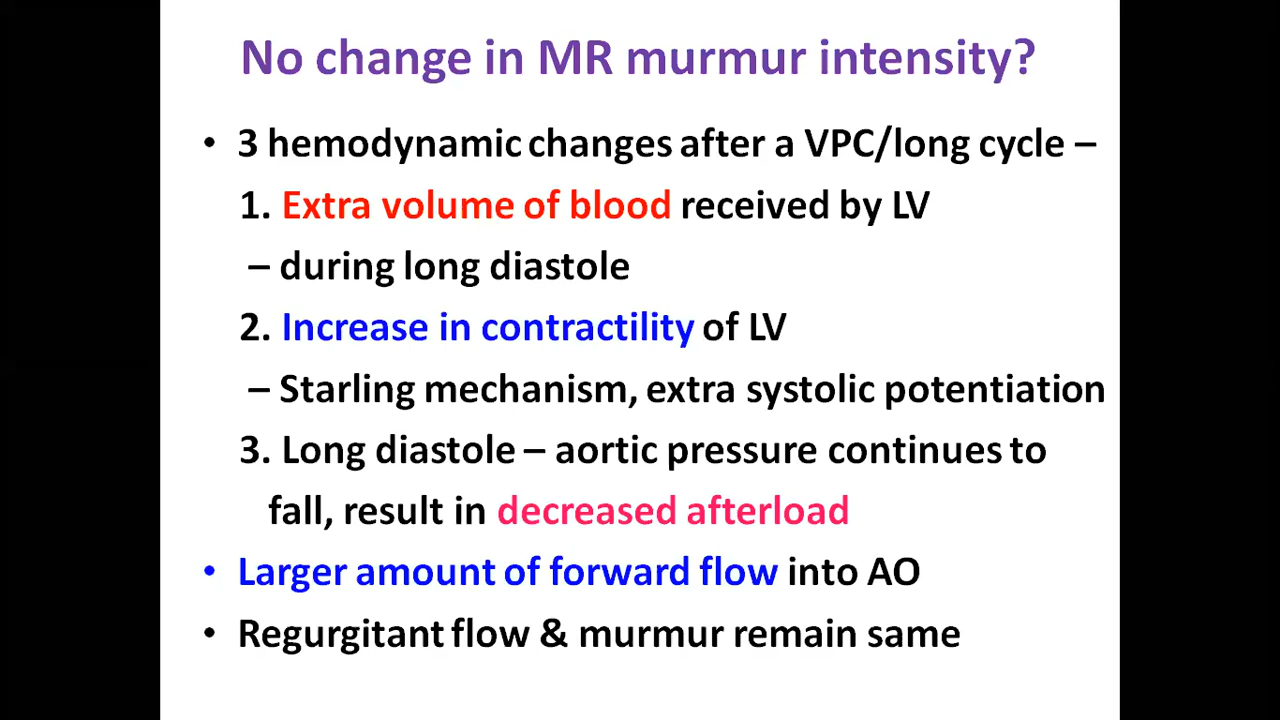 No change in MR murmur intensity?
• 3 hemodynamic changes after a VPC/long cycle –
1. Extra volume of blood received by LV
– during long diastole
2. Increase in contractility of LV
– Starling mechanism, extra systolic potentiation
3. Long diastole – aortic pressure continues to
fall, result in decreased afterload
• Larger amount of forward flow into AO
• Regurgitant flow & murmur remain same